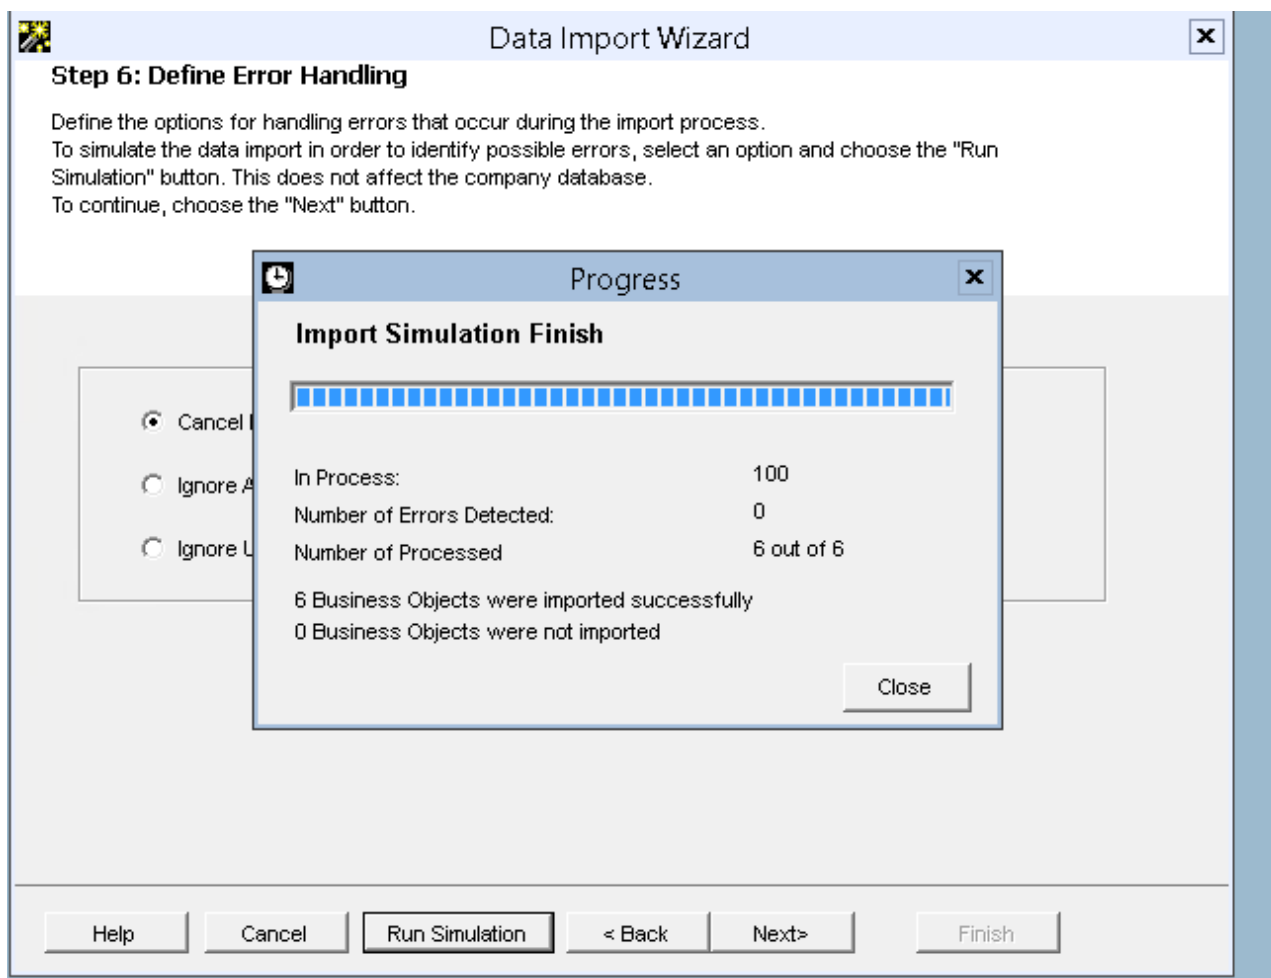 Data Import Wizard
Step 6: Define Error Handling
Define the options for handling errors that occur during the import process.
To simulate the data import in order to identify possible errors, select an option and choose the "Run
Simulation" button. This does not affect the company database.
To continue, choose the "Next" button.
Progress
Import Simulation Finish
Cancel
Ignore
Ignore
In Process: 100
Number of Errors Detected: 0
Number of Processed 6 out of 6
6 Business Objects were imported successfully
0 Business Objects were not imported
Close
Help Cancel Run Simulation < Back Next> Finish